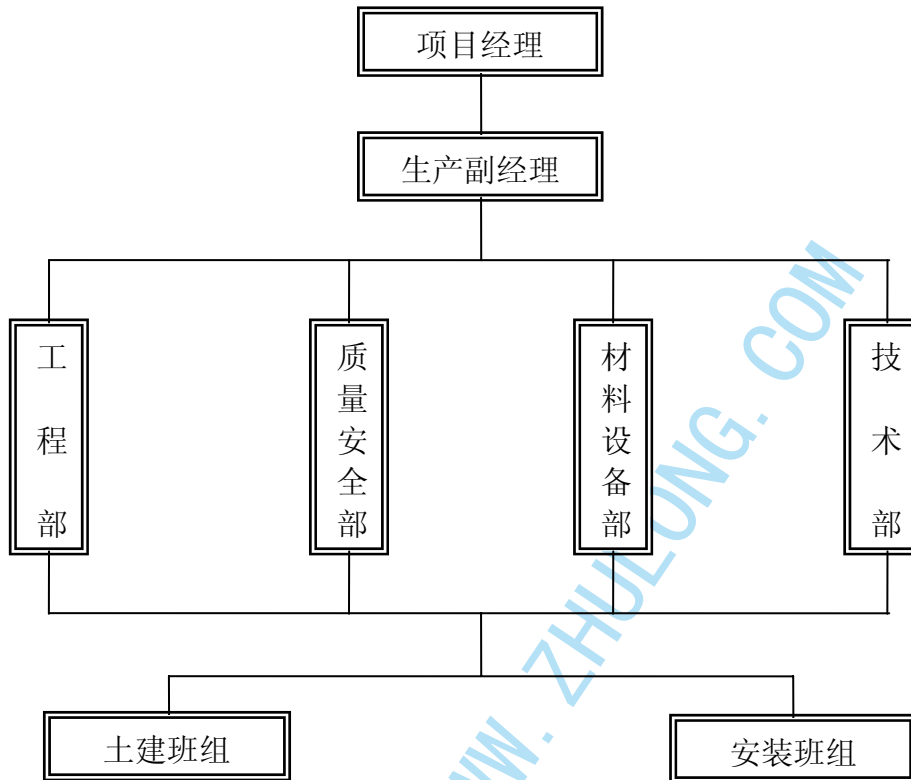 项目经理
生产副经理
工程部
质量安全部
材料设备部
技术部
土建班组
安装班组
WW. ZHULONG. COM